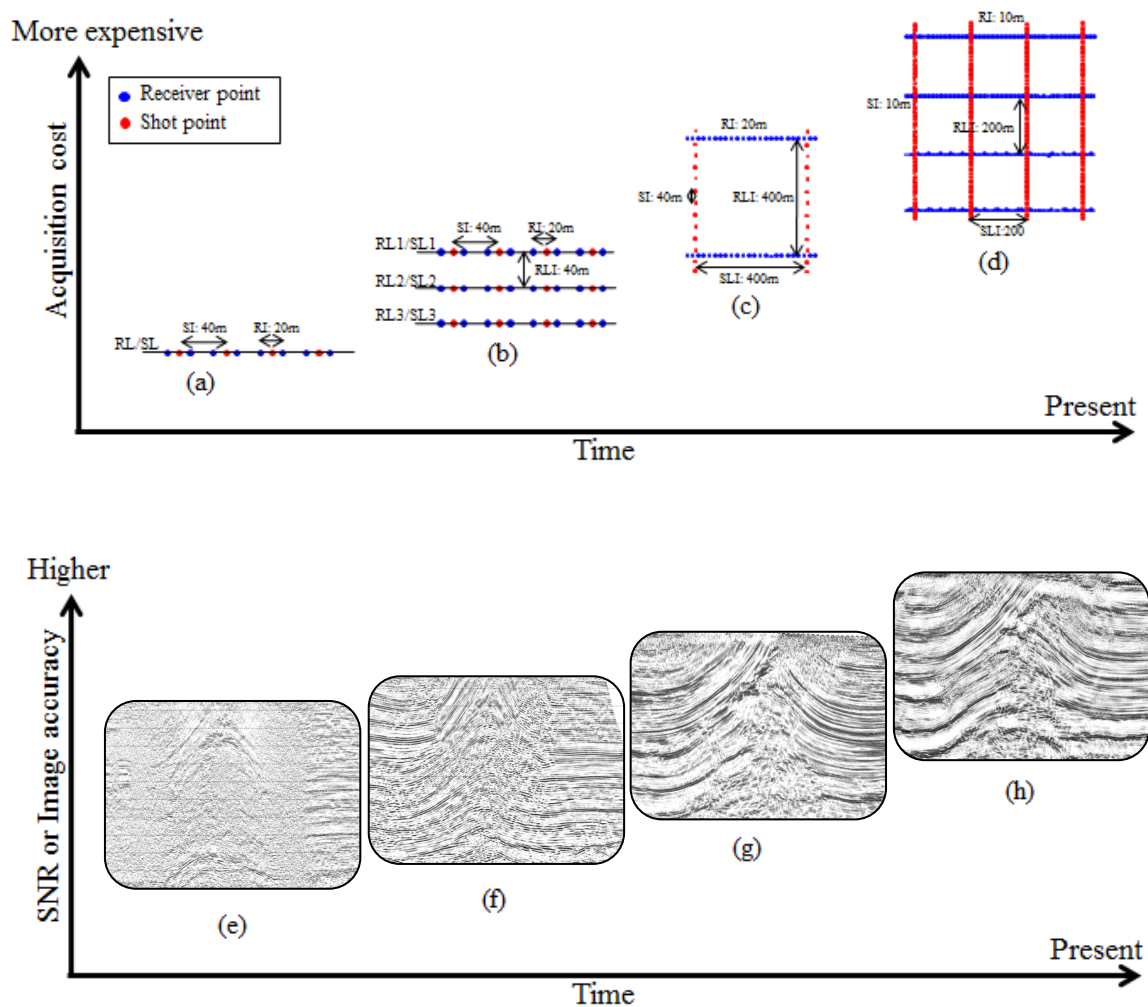 More expensive
Receiver point
Shot point
Acquisition cost
RL/SL
SI: 40m
RI: 20m
(a)
SI: 40m
RI: 20m
RL1/SL1
RLI: 40m
RL2/SL2
RL3/SL3
(b)
RI: 20m
SI: 40m
RLI: 400m
SLI: 400m
(c)
RI: 10m
SI: 10m
RLI: 200m
SLI:200
(d)
Present
Time
Higher
SNR or Image accuracy
(e)
(f)
(g)
(h)
Present
Time